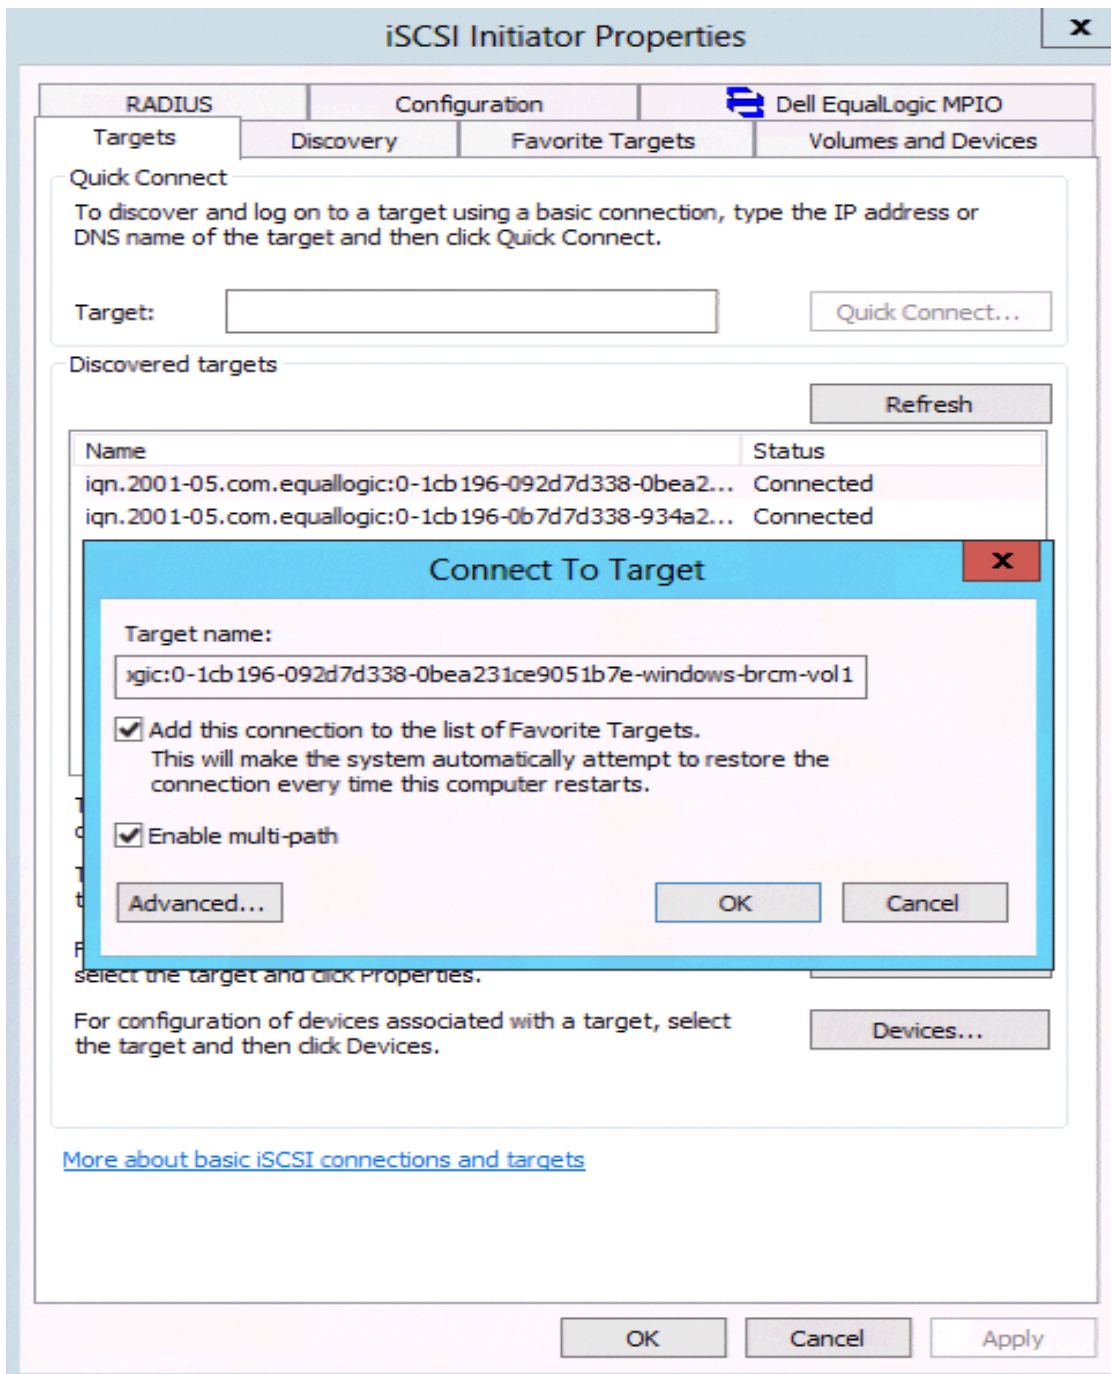 iSCSI Initiator Properties
x
RADIUS
Configuration
Dell EqualLogic MPIO
Targets
Discovery
Favorite Targets
Volumes and Devices
Quick Connect
To discover and log on to a target using a basic connection, type the IP address or
DNS name of the target and then click Quick Connect.
Target:
Quick Connect...
Discovered targets
Refresh
Name Status
iqn.2001-05.com.equallogic:0-1cb196-092d7d338-0bea2... Connected
iqn.2001-05.com.equallogic:0-1cb196-0b7d7d338-934a2... Connected
Connect To Target
x
Target name:
gic:0-1cb196-092d7d338-0bea231ce9051b7e-windows-brcm-vol1
Add this connection to the list of Favorite Targets.
This will make the system automatically attempt to restore the
connection every time this computer restarts.
Enable multi-path
Advanced...
OK
Cancel
select the target and click Properties.
For configuration of devices associated with a target, select
the target and then click Devices.
Devices...
More about basic iSCSI connections and targets
OK
Cancel
Apply